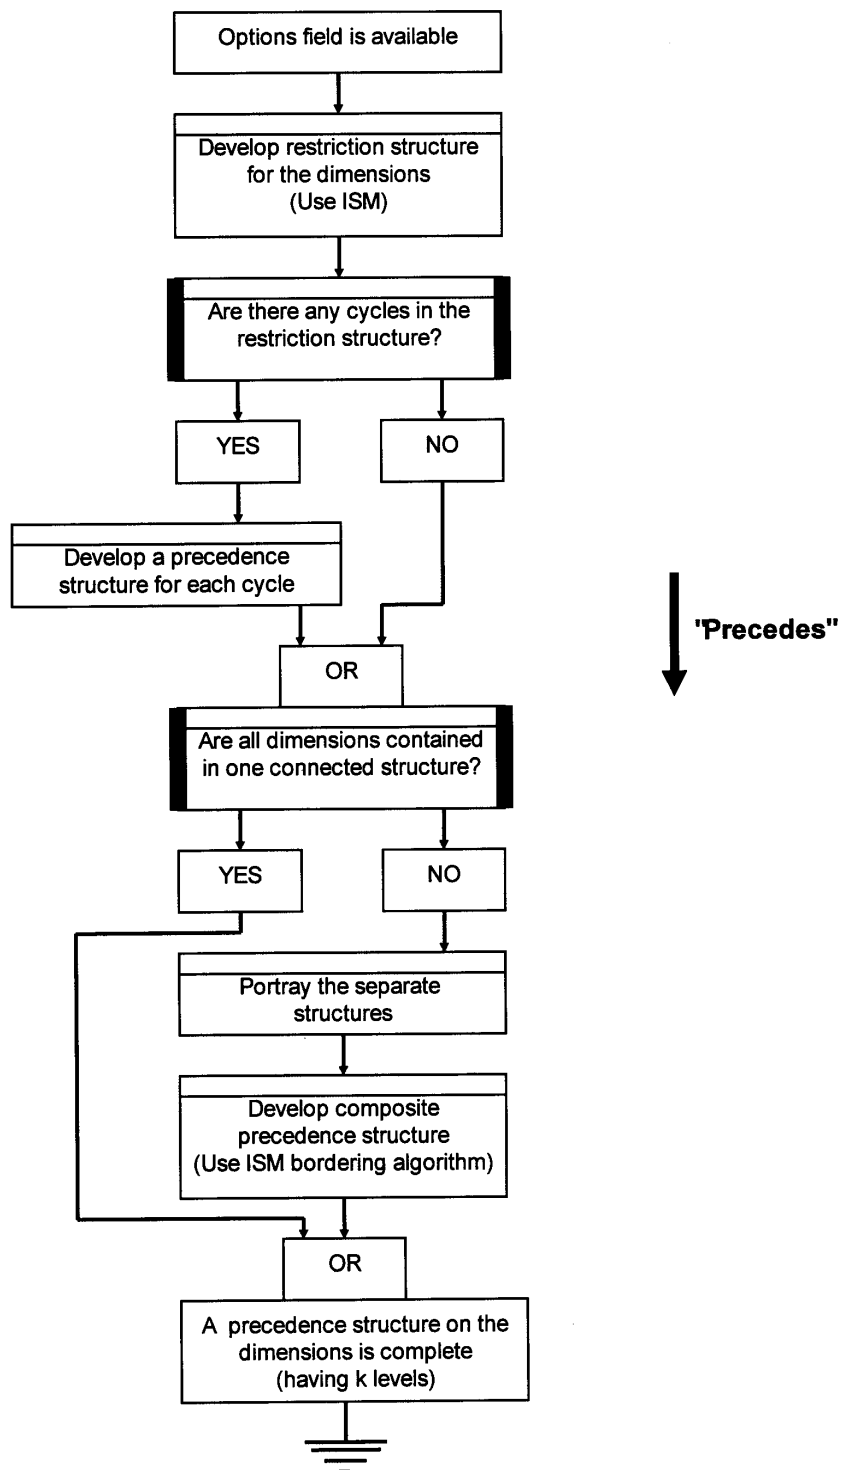 Options field is available
Develop restriction structure
for the dimensions
(Use ISM)
Are there any cycles in the
restriction structure?
YES
NO
Develop a precedence
structure for each cycle
"Precedes"
OR
Are all dimensions contained
in one connected structure?
YES
NO
Portray the separate
structures
Develop composite
precedence structure
(Use ISM bordering algorithm)
OR
A precedence structure on the
dimensions is complete
(having k levels)